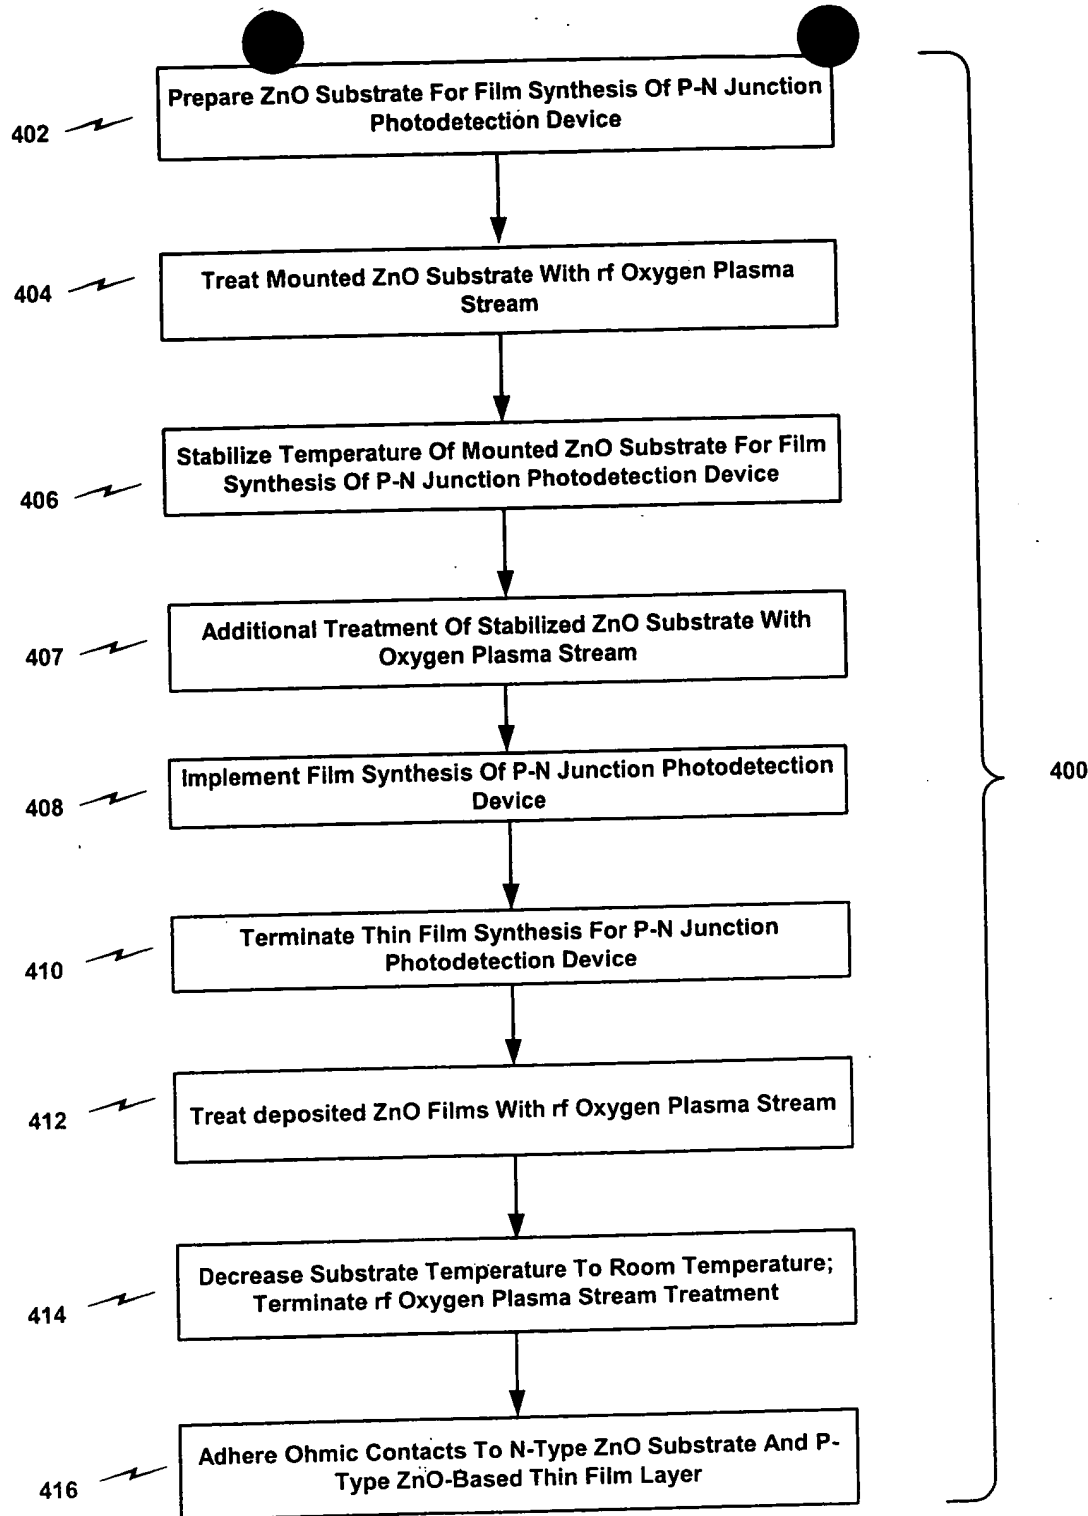 Prepare ZnO Substrate For Film Synthesis Of P-N Junction
Photodetection Device
402
Treat Mounted ZnO Substrate With rf Oxygen Plasma
Stream
404
Stabilize Temperature Of Mounted ZnO Substrate For Film
Synthesis Of P-N Junction Photodetection Device
406
Additional Treatment Of Stabilized ZnO Substrate With
Oxygen Plasma Stream
407
Implement Film Synthesis Of P-N Junction Photodetection
Device
408
400
Terminate Thin Film Synthesis For P-N Junction
Photodetection Device
410
Treat deposited ZnO Films With rf Oxygen Plasma Stream
412
Decrease Substrate Temperature To Room Temperature;
Terminate rf Oxygen Plasma Stream Treatment
414
Adhere Ohmic Contacts To N-Type ZnO Substrate And P-
Type ZnO-Based Thin Film Layer
416